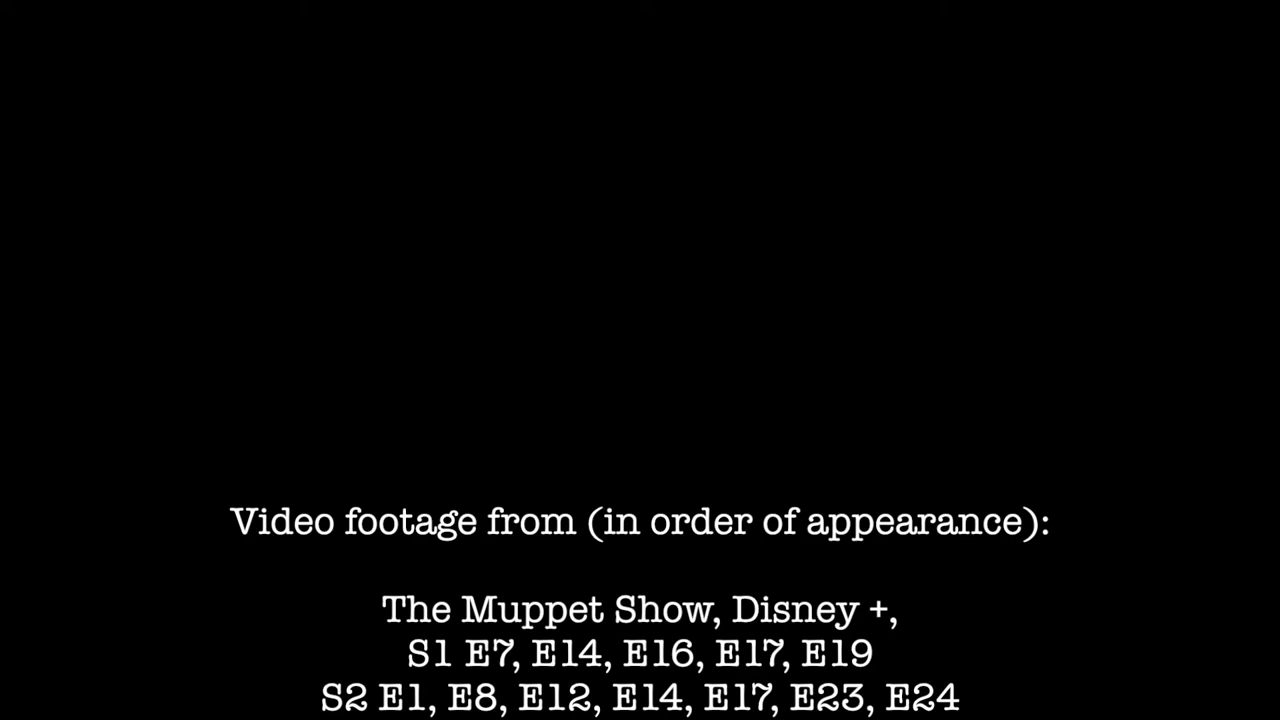 Video footage from (in order of appearance):
The Muppet Show, Disney +,
S1 E7, E14, E16, E17, E19
S2 E1, E8, E12, E14, E17, E23, E24